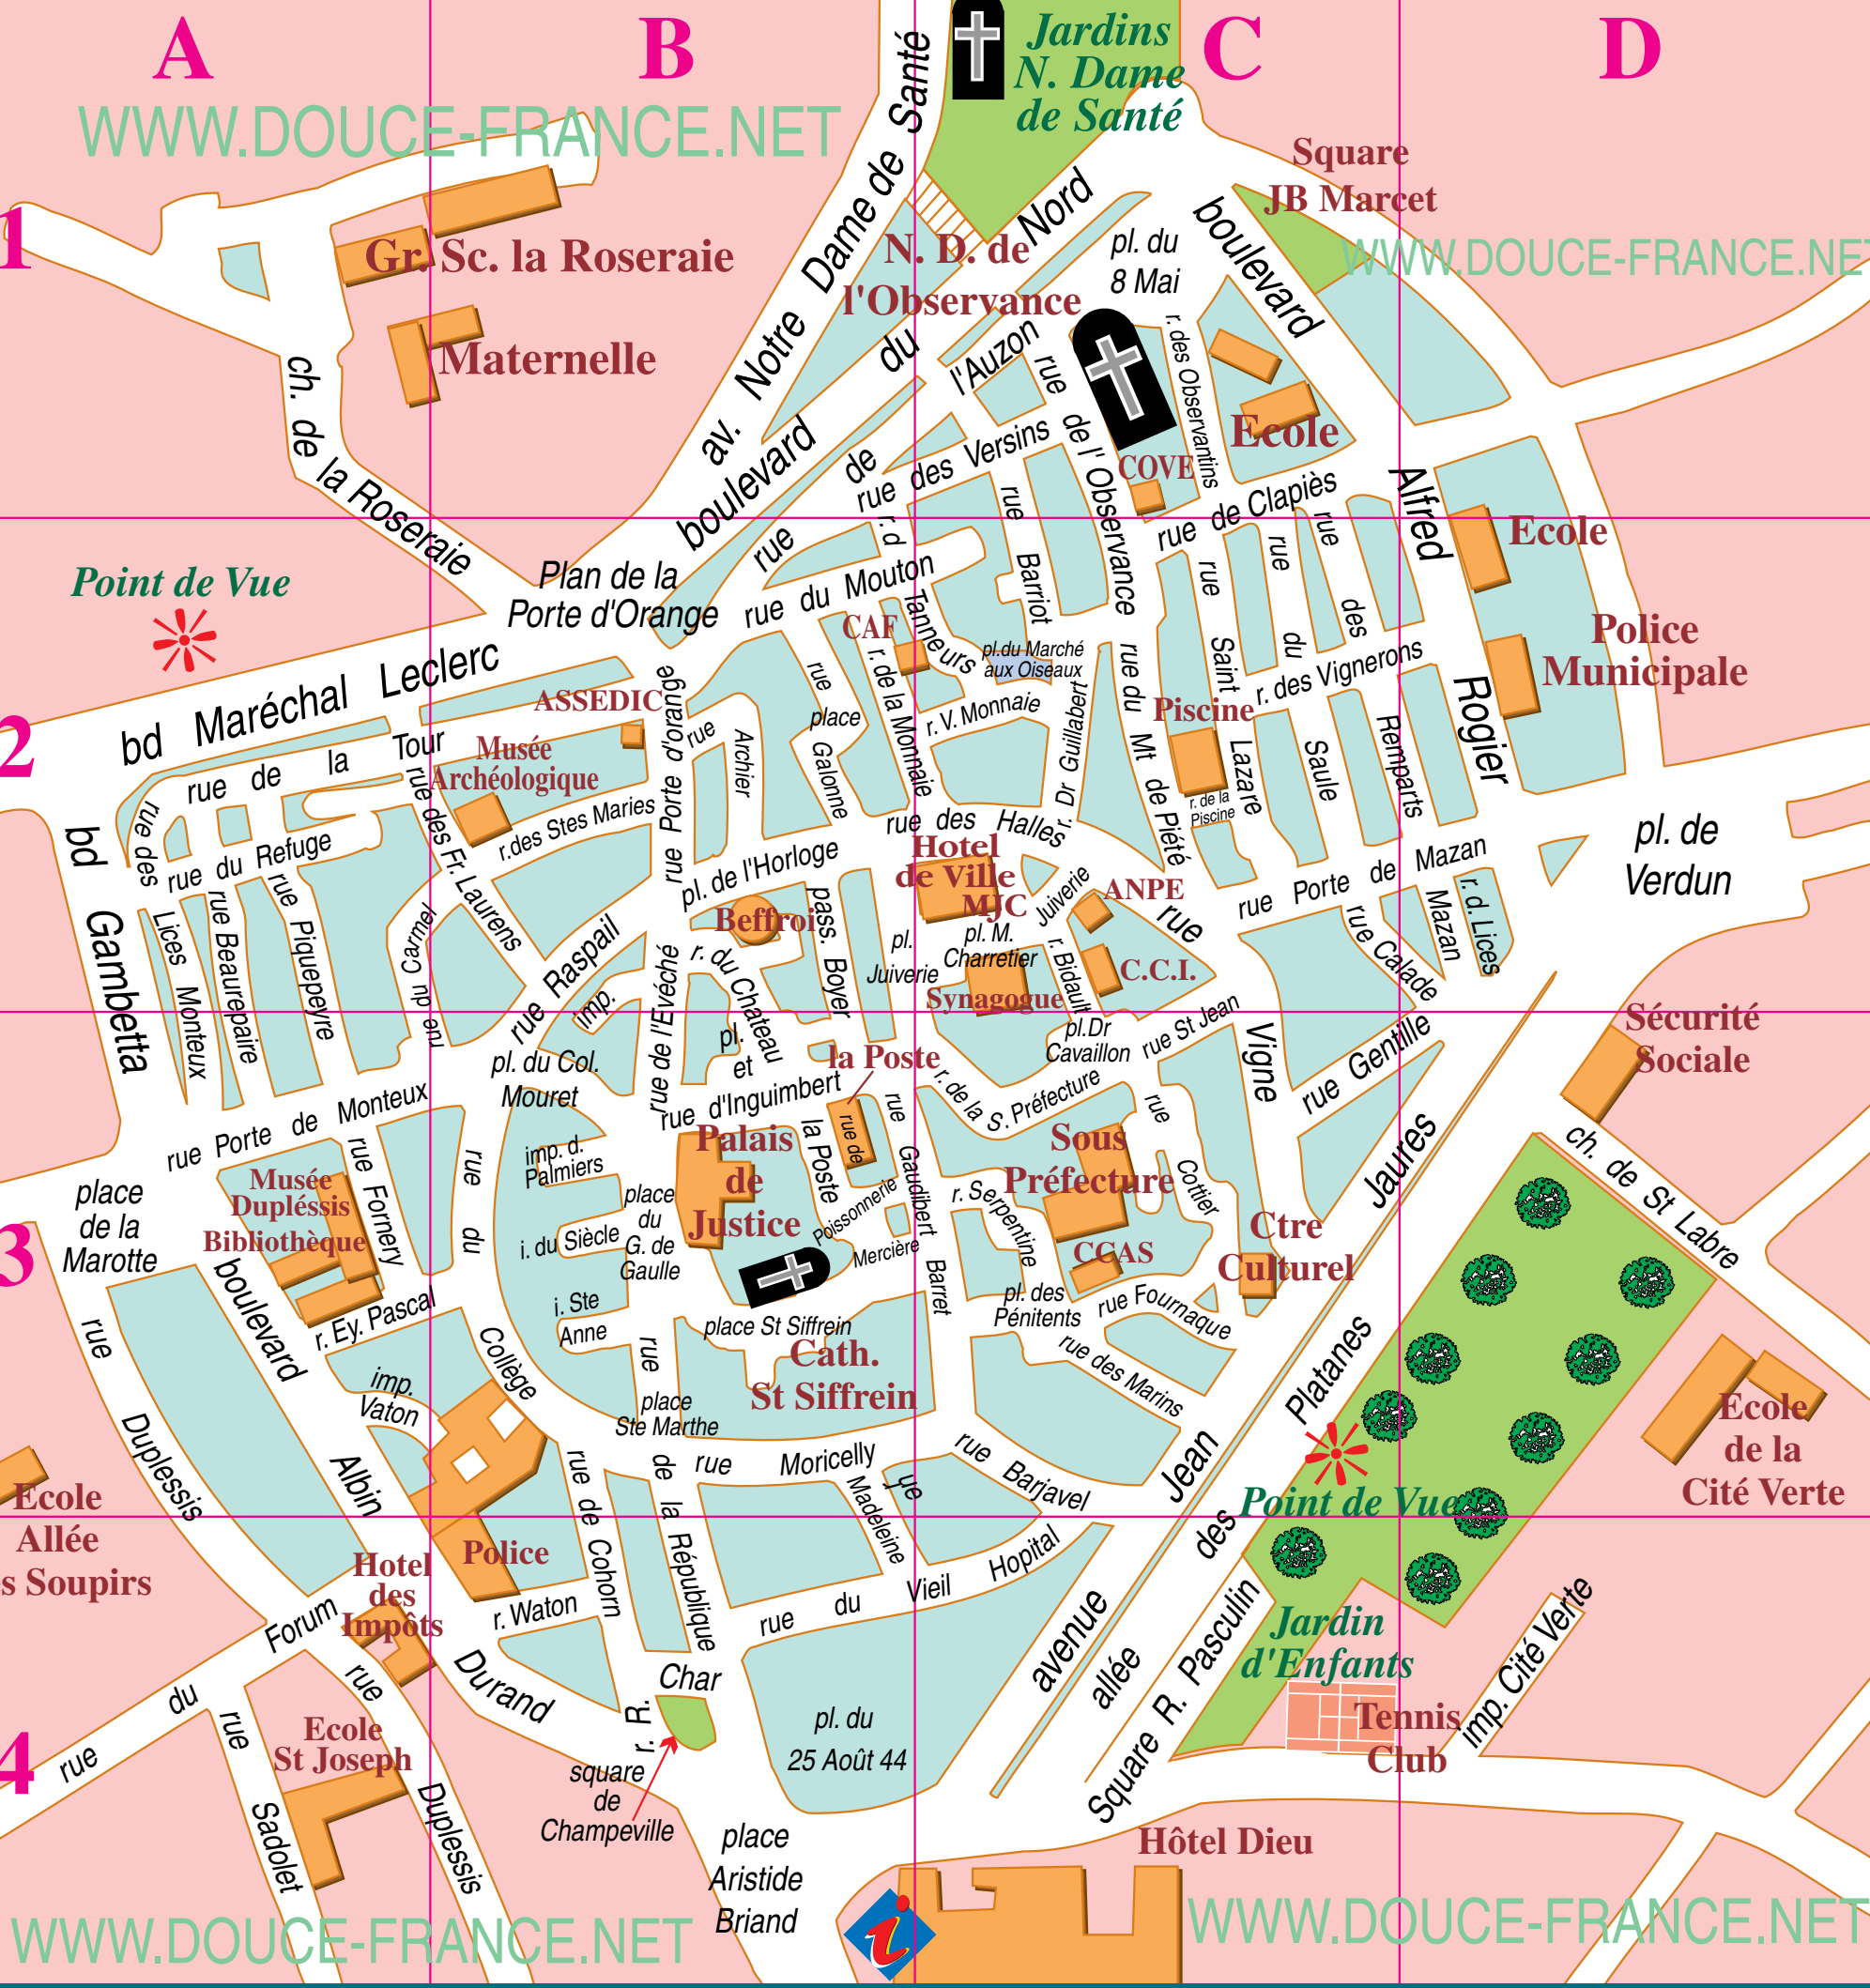 A
B
C
D
1
2
3
4
WWW.DOUCE-FRANCE.NET
Jardins
N. Dame
de Santé
Square
JB Marcet
WWW.DOUCE-FRANCE.NET
Gr. Sc. la Roseraie
Maternelle
ch. de la Roseraie
av. Notre Dame de Santé
boulevard du Nord
N. D. de
l'Observance
pl. du
8 Mai
boulevard Alfred Rogier
rue de l'Auzon
rue des Versins
rue de l'Observance
r. des Observantins
COVE
Ecole
rue de Clapiès
Ecole
Police
Municipale
Point de Vue
Plan de la
Porte d'Orange
bd Maréchal Leclerc
rue du Mouton
r. d Tanneurs
rue Barriot
CAF
pl.du Marché
aux Oiseaux
r. V. Monnaie
r. de la Monnaie
rue Galonne
place
rue Archier
rue Porte d'orange
ASSEDIC
Musée
Archéologique
rue de la Tour
rue des Fr. Laurens
r.des Stes Maries
rue du Refuge
rue des Lices Monteux
rue Beaurepaire
rue Piquepeyre
rue du Carmel
bd Gambetta
rue Raspail
imp.
pl. de l'Horloge
Beffroi
pass. Boyer
r. du Chateau
rue de l'Evéché
rue des Halles
Hotel
de Ville
MJC
pl. M.
Charretier
pl.
Juiverie
Synagogue
Juiverie
r. Bidault
ANPE
C.C.I.
r. Dr Guillabert
rue du Mt de Piété
Piscine
r. de la
Piscine
rue Saint Lazare
rue du Saule
rue des Remparts
r. des Vignerons
rue Porte de Mazan
Mazan
r. d. Lices
rue Calade
pl. de
Verdun
rue Vigne
rue Gentille
rue St Jean
pl.Dr
Cavaillon
r. de la S. Préfecture
Sécurité
Sociale
ch. de St Labre
pl. du Col.
Mouret
pl.
et
rue d'Inguimbert
la Poste
rue de
la Poste
rue Gaudibert Barret
Palais
de
Justice
Poissonnerie
Mercière
imp. d.
Palmiers
i. du Siècle
place
du
G. de
Gaulle
i. Ste
Anne
rue Porte de Monteux
Musée
Dupléssis
Bibliothèque
rue Fornery
r. Ey. Pascal
imp.
Vaton
rue du Collège
place
de la
Marotte
boulevard Albin Durand
rue Duplessis
place St Siffrein
Cath.
St Siffrein
place
Ste Marthe
rue de la République
rue Moricelly
Madeleine
ye
rue Barjavel
Sous
Préfecture
r. Serpentine
CCAS
rue Cottier
Ctre
Culturel
pl. des
Pénitents
rue Fournaque
rue des Marins
avenue Jean Jaures
allée des Platanes
Point de Vue
Ecole
de la
Cité Verte
Ecole
Allée
s Soupirs
Hotel
des
Impôts
Police
rue de Cohorn
r. Waton
rue du Vieil Hopital
rue du Forum
rue Sadolet
rue Duplessis
Ecole
St Joseph
r. R. Char
square
de
Champeville
pl. du
25 Août 44
place
Aristide
Briand
Square R. Pasculin
Jardin
d'Enfants
Tennis
Club
imp. Cité Verte
Hôtel Dieu
i
WWW.DOUCE-FRANCE.NET
WWW.DOUCE-FRANCE.NET